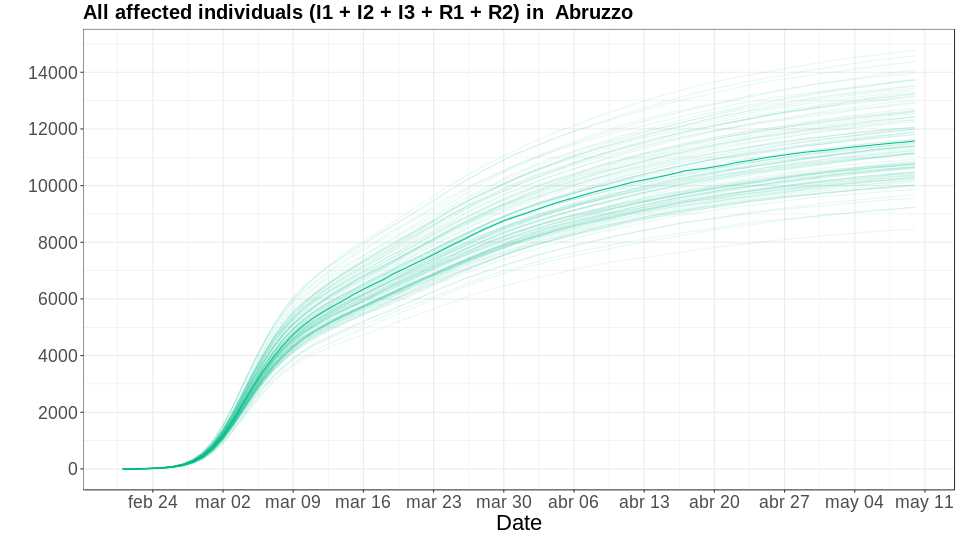 All affected individuals (I1 + I2 + I3 + R1 + R2) in  Abruzzo
14000
12000
10000
8000
6000
4000
2000
0
feb 24 mar 02 mar 09 mar 16 mar 23 mar 30 abr 06 abr 13 abr 20 abr 27 may 04 may 11
Date